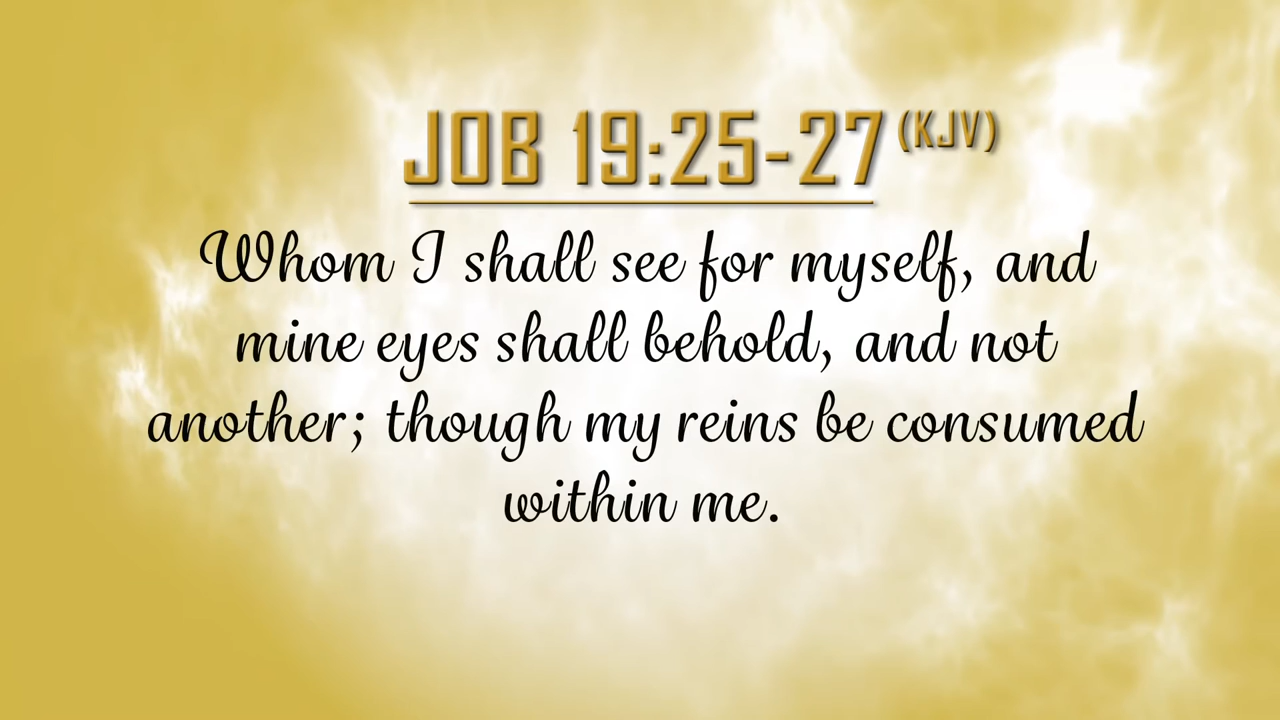 JOB 19:25-27 (KJV)
Whom I shall see for myself, and
mine eyes shall behold, and not
another; though my reins be consumed
within me.